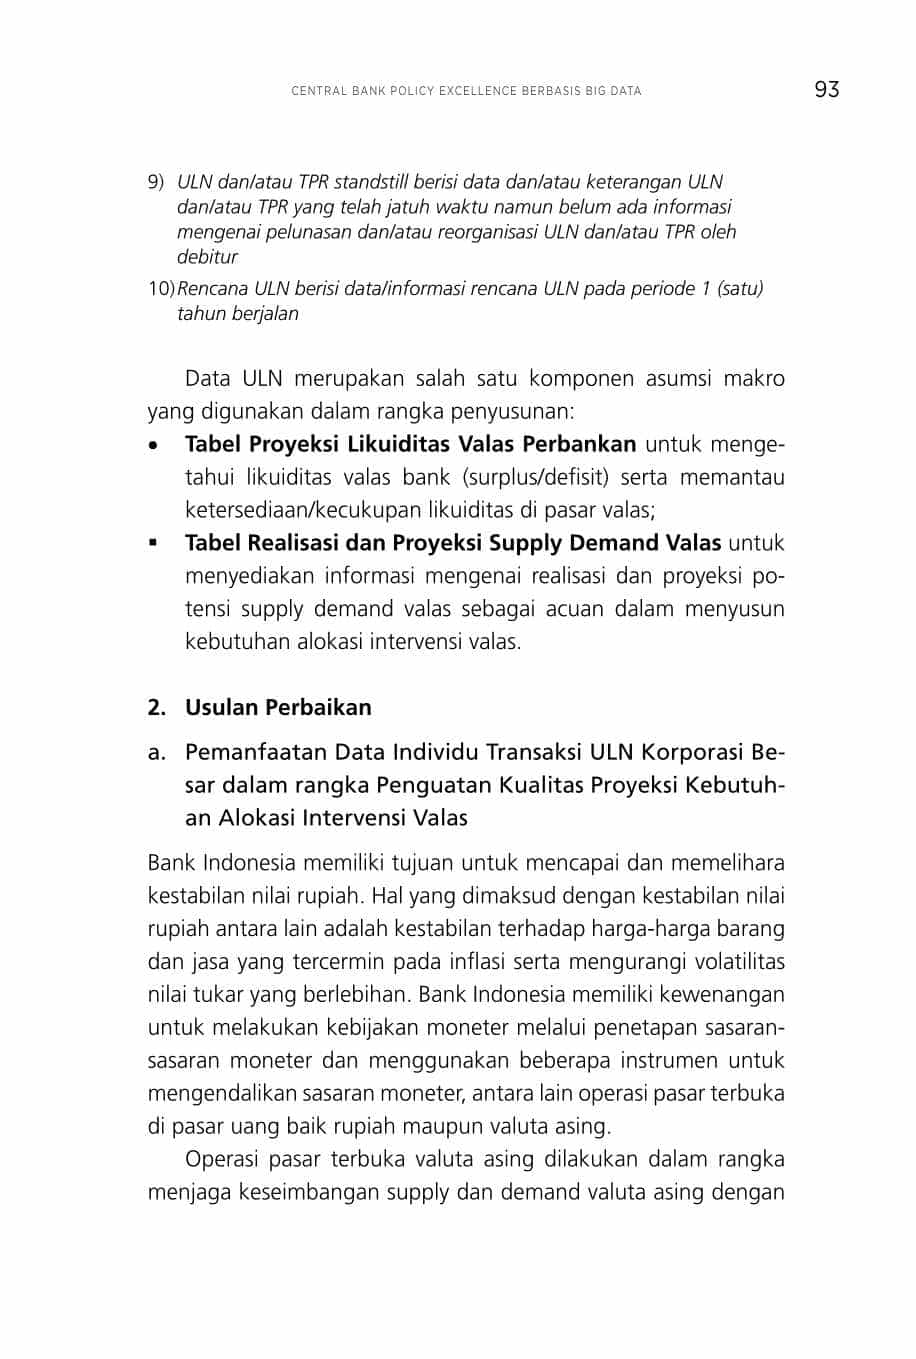 CENTRAL BANK POLICY EXCELLENCE BERBASIS BIG DATA 93
9) ULN dan/atau TPR standstill berisi data dan/atau keterangan ULN
dan/atau TPR yang telah jatuh waktu namun belum ada informasi
mengenai pelunasan dan/atau reorganisasi ULN dan/atau TPR oleh
debitur
10) Rencana ULN berisi data/informasi rencana ULN pada periode 1 (satu)
tahun berjalan
Data ULN merupakan salah satu komponen asumsi makro
yang digunakan dalam rangka penyusunan:
• Tabel Proyeksi Likuiditas Valas Perbankan untuk menge-
tahui likuiditas valas bank (surplus/defisit) serta memantau
ketersediaan/kecukupan likuiditas di pasar valas;
▪ Tabel Realisasi dan Proyeksi Supply Demand Valas untuk
menyediakan informasi mengenai realisasi dan proyeksi po-
tensi supply demand valas sebagai acuan dalam menyusun
kebutuhan alokasi intervensi valas.
2. Usulan Perbaikan
a. Pemanfaatan Data Individu Transaksi ULN Korporasi Be-
sar dalam rangka Penguatan Kualitas Proyeksi Kebutuh-
an Alokasi Intervensi Valas
Bank Indonesia memiliki tujuan untuk mencapai dan memelihara
kestabilan nilai rupiah. Hal yang dimaksud dengan kestabilan nilai
rupiah antara lain adalah kestabilan terhadap harga-harga barang
dan jasa yang tercermin pada inflasi serta mengurangi volatilitas
nilai tukar yang berlebihan. Bank Indonesia memiliki kewenangan
untuk melakukan kebijakan moneter melalui penetapan sasaran-
sasaran moneter dan menggunakan beberapa instrumen untuk
mengendalikan sasaran moneter, antara lain operasi pasar terbuka
di pasar uang baik rupiah maupun valuta asing.
Operasi pasar terbuka valuta asing dilakukan dalam rangka
menjaga keseimbangan supply dan demand valuta asing dengan